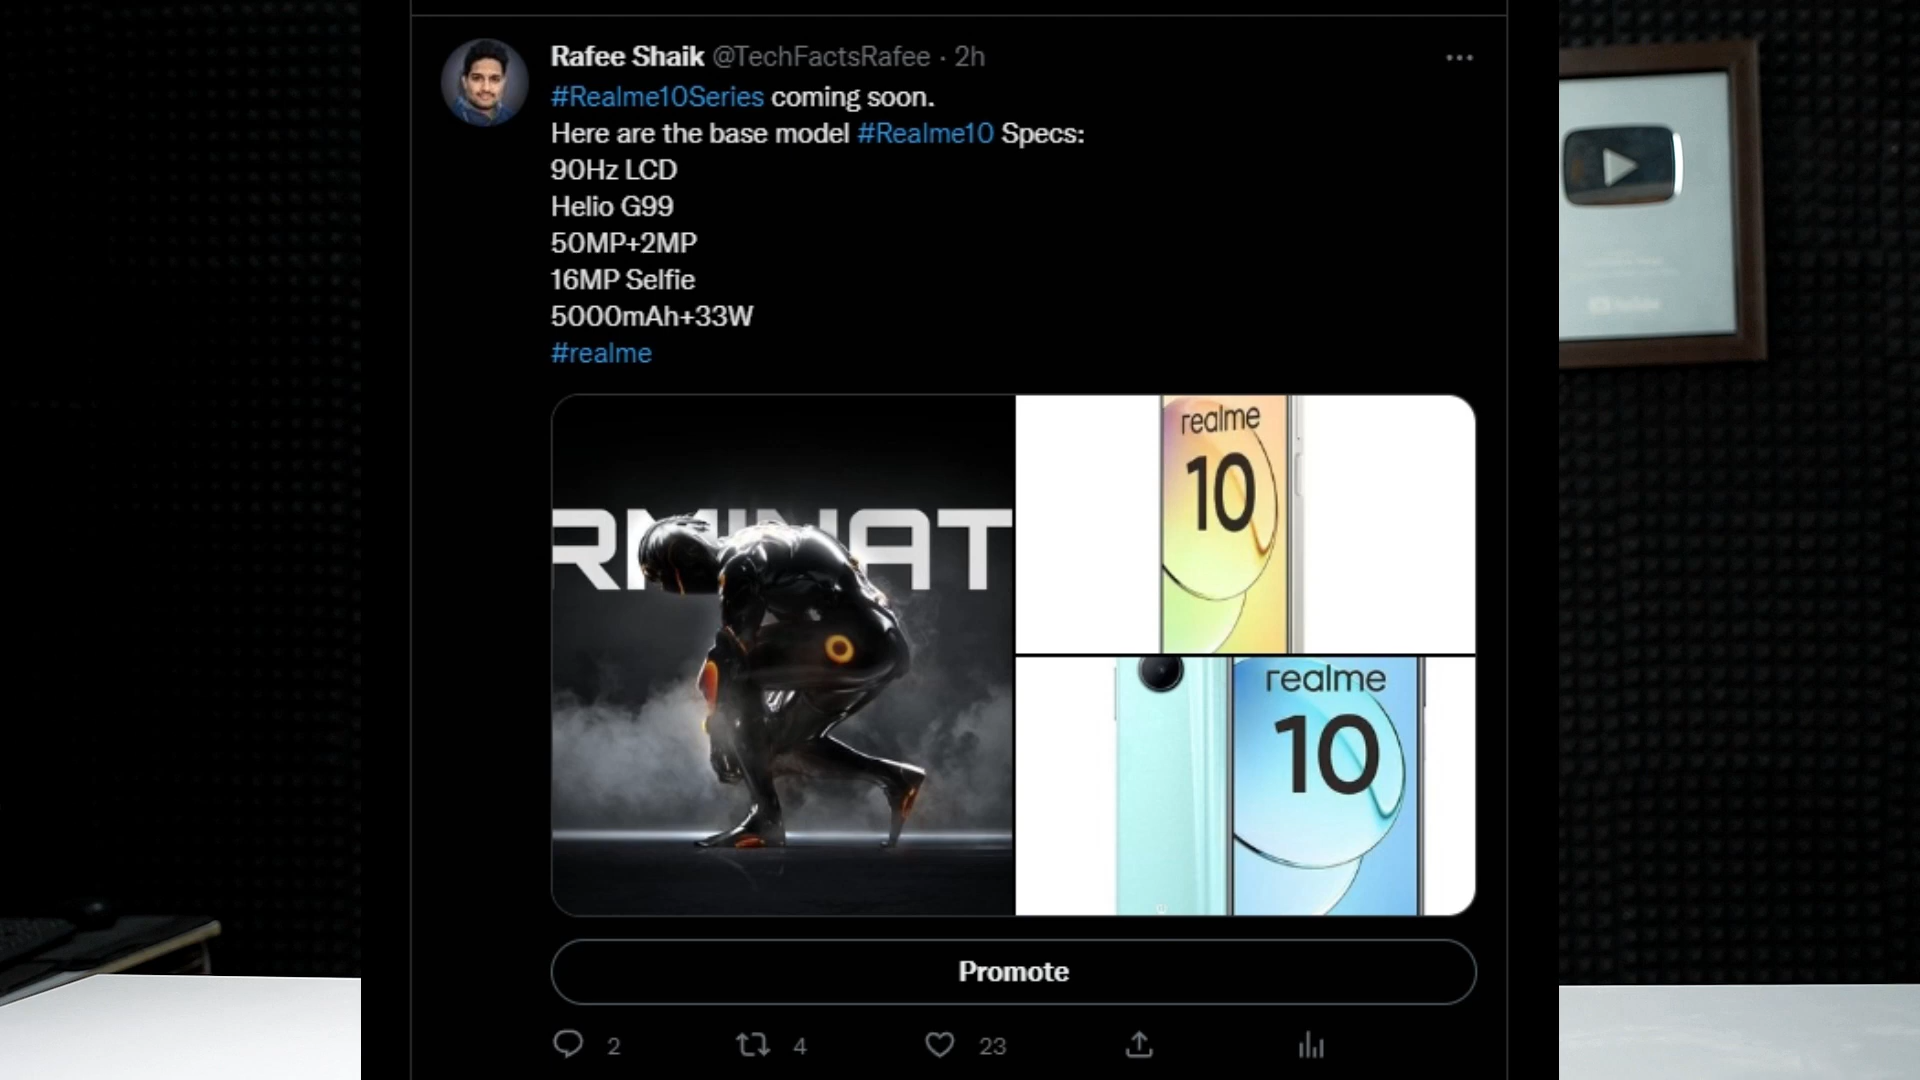 Rafee Shaik @TechFactsRafee · 2h
#Realme10Series coming soon.
Here are the base model #Realme10 Specs:
90Hz LCD
Helio G99
50MP+2MP
16MP Selfie
5000mAh+33W
#realme
RMINAT
realme
10
realme
10
Promote
2 4 23